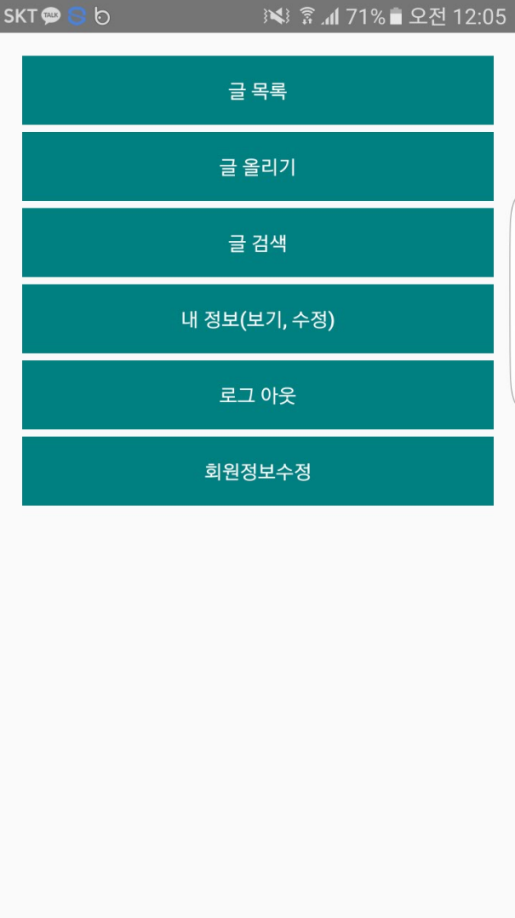 SKT TALK 71% 오전 12:05
글 목록
글 올리기
글 검색
내 정보(보기, 수정)
로그 아웃
회원정보수정